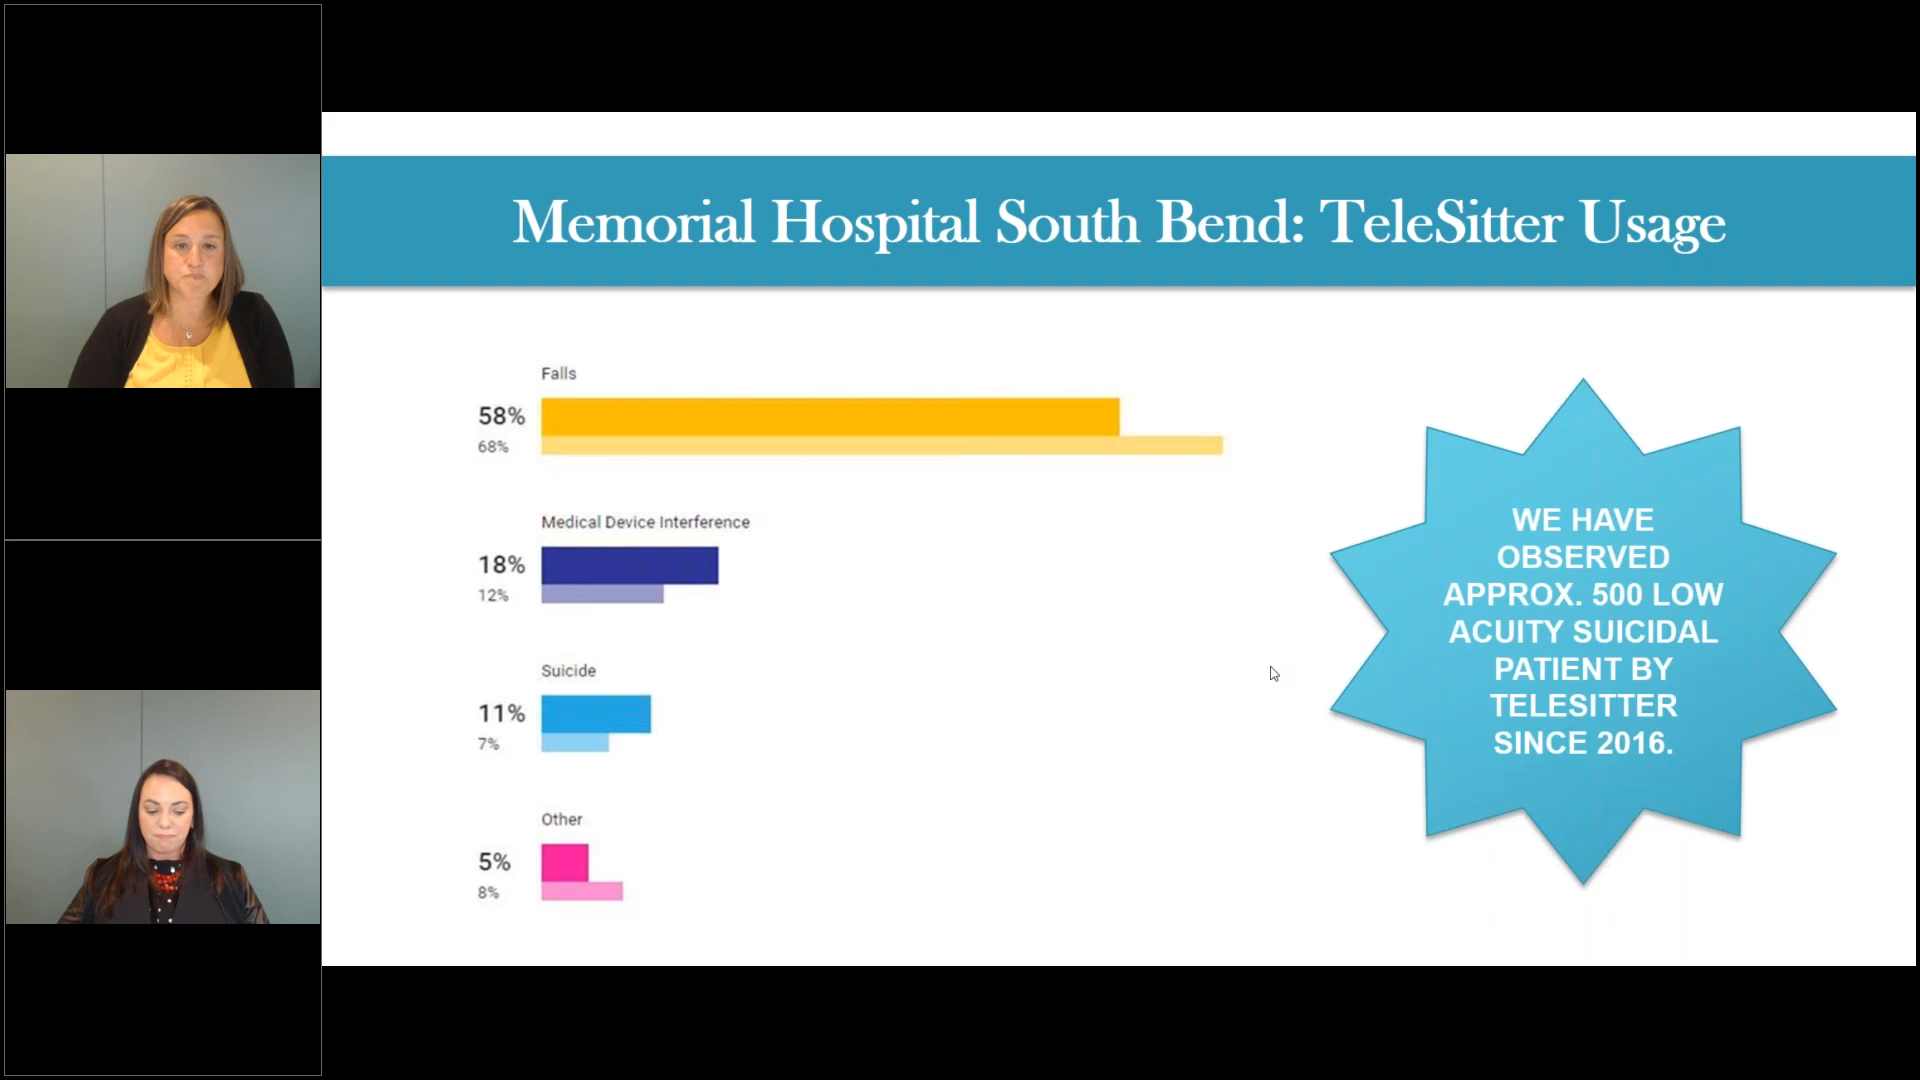 Memorial Hospital South Bend: TeleSitter Usage
Falls
58%
68%
Medical Device Interference
18%
12%
Suicide
11%
7%
Other
5%
8%
WE HAVE
OBSERVED
APPROX. 500 LOW
ACUITY SUICIDAL
PATIENT BY
TELESITTER
SINCE 2016.